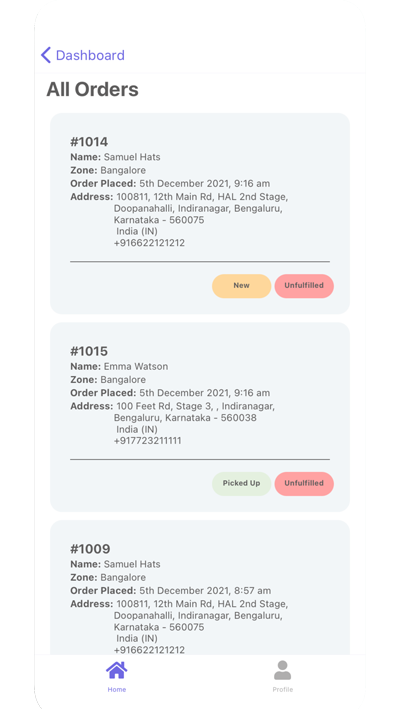 Dashboard
All Orders
#1014
Name: Samuel Hats
Zone: Bangalore
Order Placed: 5th December 2021, 9:16 am
Address: 100811, 12th Main Rd, HAL 2nd Stage,
Doopanahalli, Indiranagar, Bengaluru,
Karnataka - 560075
India (IN)
+916622121212
New Unfulfilled
#1015
Name: Emma Watson
Zone: Bangalore
Order Placed: 5th December 2021, 9:16 am
Address: 100 Feet Rd, Stage 3, , Indiranagar,
Bengaluru, Karnataka - 560038
India (IN)
+917723211111
Picked Up Unfulfilled
#1009
Name: Samuel Hats
Zone: Bangalore
Order Placed: 5th December 2021, 8:57 am
Address: 100811, 12th Main Rd, HAL 2nd Stage,
Doopanahalli, Indiranagar, Bengaluru,
Karnataka - 560075
India (IN)
+916622121212
Home Profile